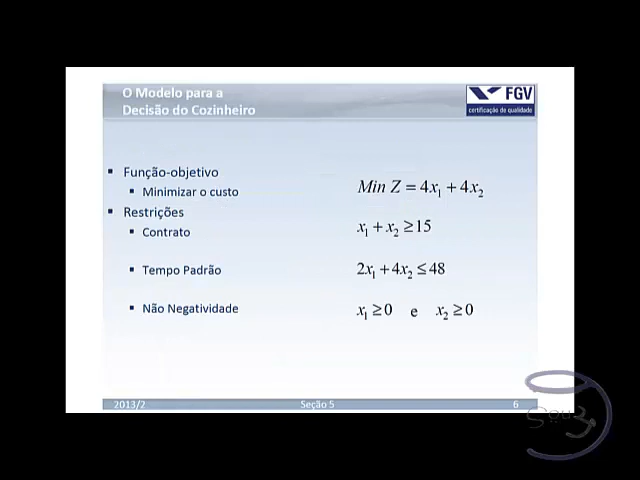 O Modelo para a
Decisão do Cozinheiro
FGV
certificação de qualidade
Função-objetivo
Minimizar o custo
Min Z = 4x₁ + 4x₂
Restrições
Contrato
x₁ + x₂ ≥ 15
Tempo Padrão
2x₁ + 4x₂ ≤ 48
Não Negatividade
x₁ ≥ 0 e x₂ ≥ 0
2013/2 Seção 5 6